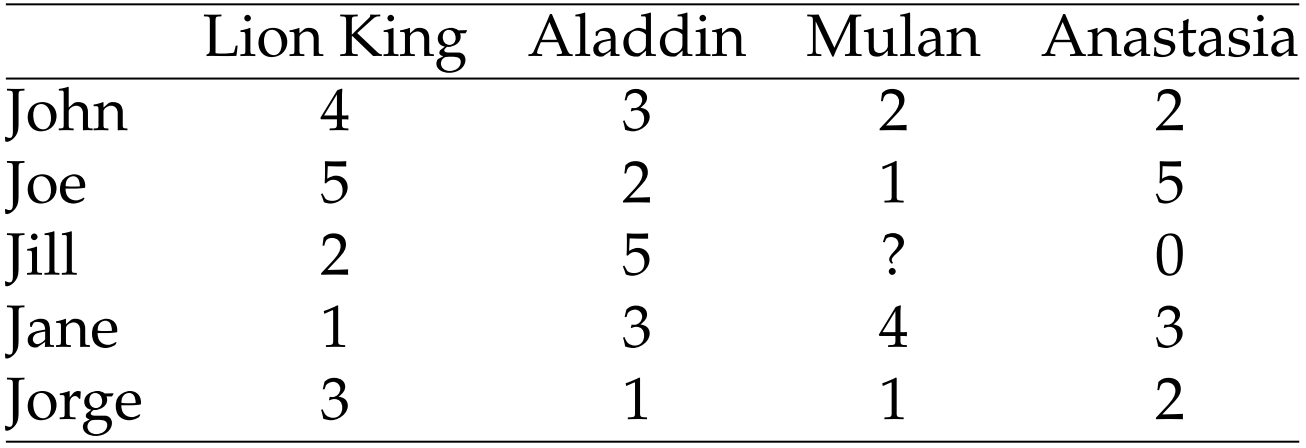 Lion King Aladdin Mulan Anastasia
John 4 3 2 2
Joe 5 2 1 5
Jill 2 5 ? 0
Jane 1 3 4 3
Jorge 3 1 1 2